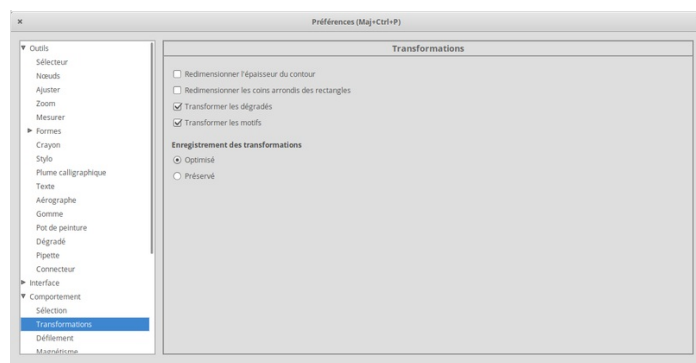 Préférences (Maj+Ctrl+P)
Outils
Sélecteur
Nœuds
Ajuster
Zoom
Mesurer
Formes
Crayon
Stylo
Plume calligraphique
Texte
Aérographe
Gomme
Pot de peinture
Dégradé
Pipette
Connecteur
Interface
Comportement
Sélection
Transformations
Défilement
Magnétisme
Transformations
Redimensionner l'épaisseur du contour
Redimensionner les coins arrondis des rectangles
Transformer les dégradés
Transformer les motifs
Enregistrement des transformations
Optimisé
Préservé